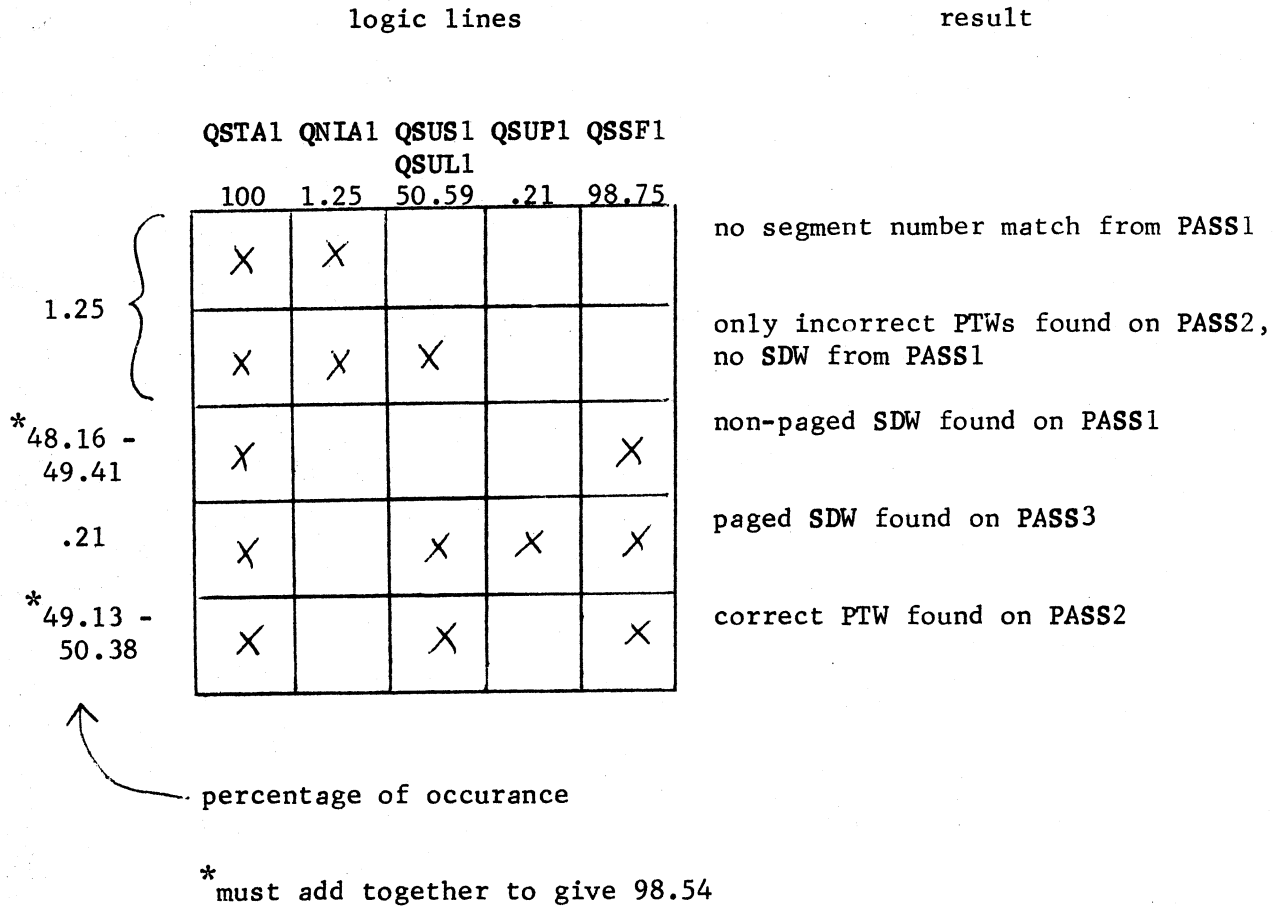 logic lines result
QSTA1 QNIA1 QSUS1 QSUP1 QSSF1
QSUL1
100 1.25 50.59 .21 98.75
X X no segment number match from PASS1
1.25
only incorrect PTWs found on PASS2,
X X X no SDW from PASS1
*48.16 - non-paged SDW found on PASS1
49.41 X X
.21 X X X X paged SDW found on PASS3
*49.13 - correct PTW found on PASS2
50.38 X X X
percentage of occurance
*must add together to give 98.54